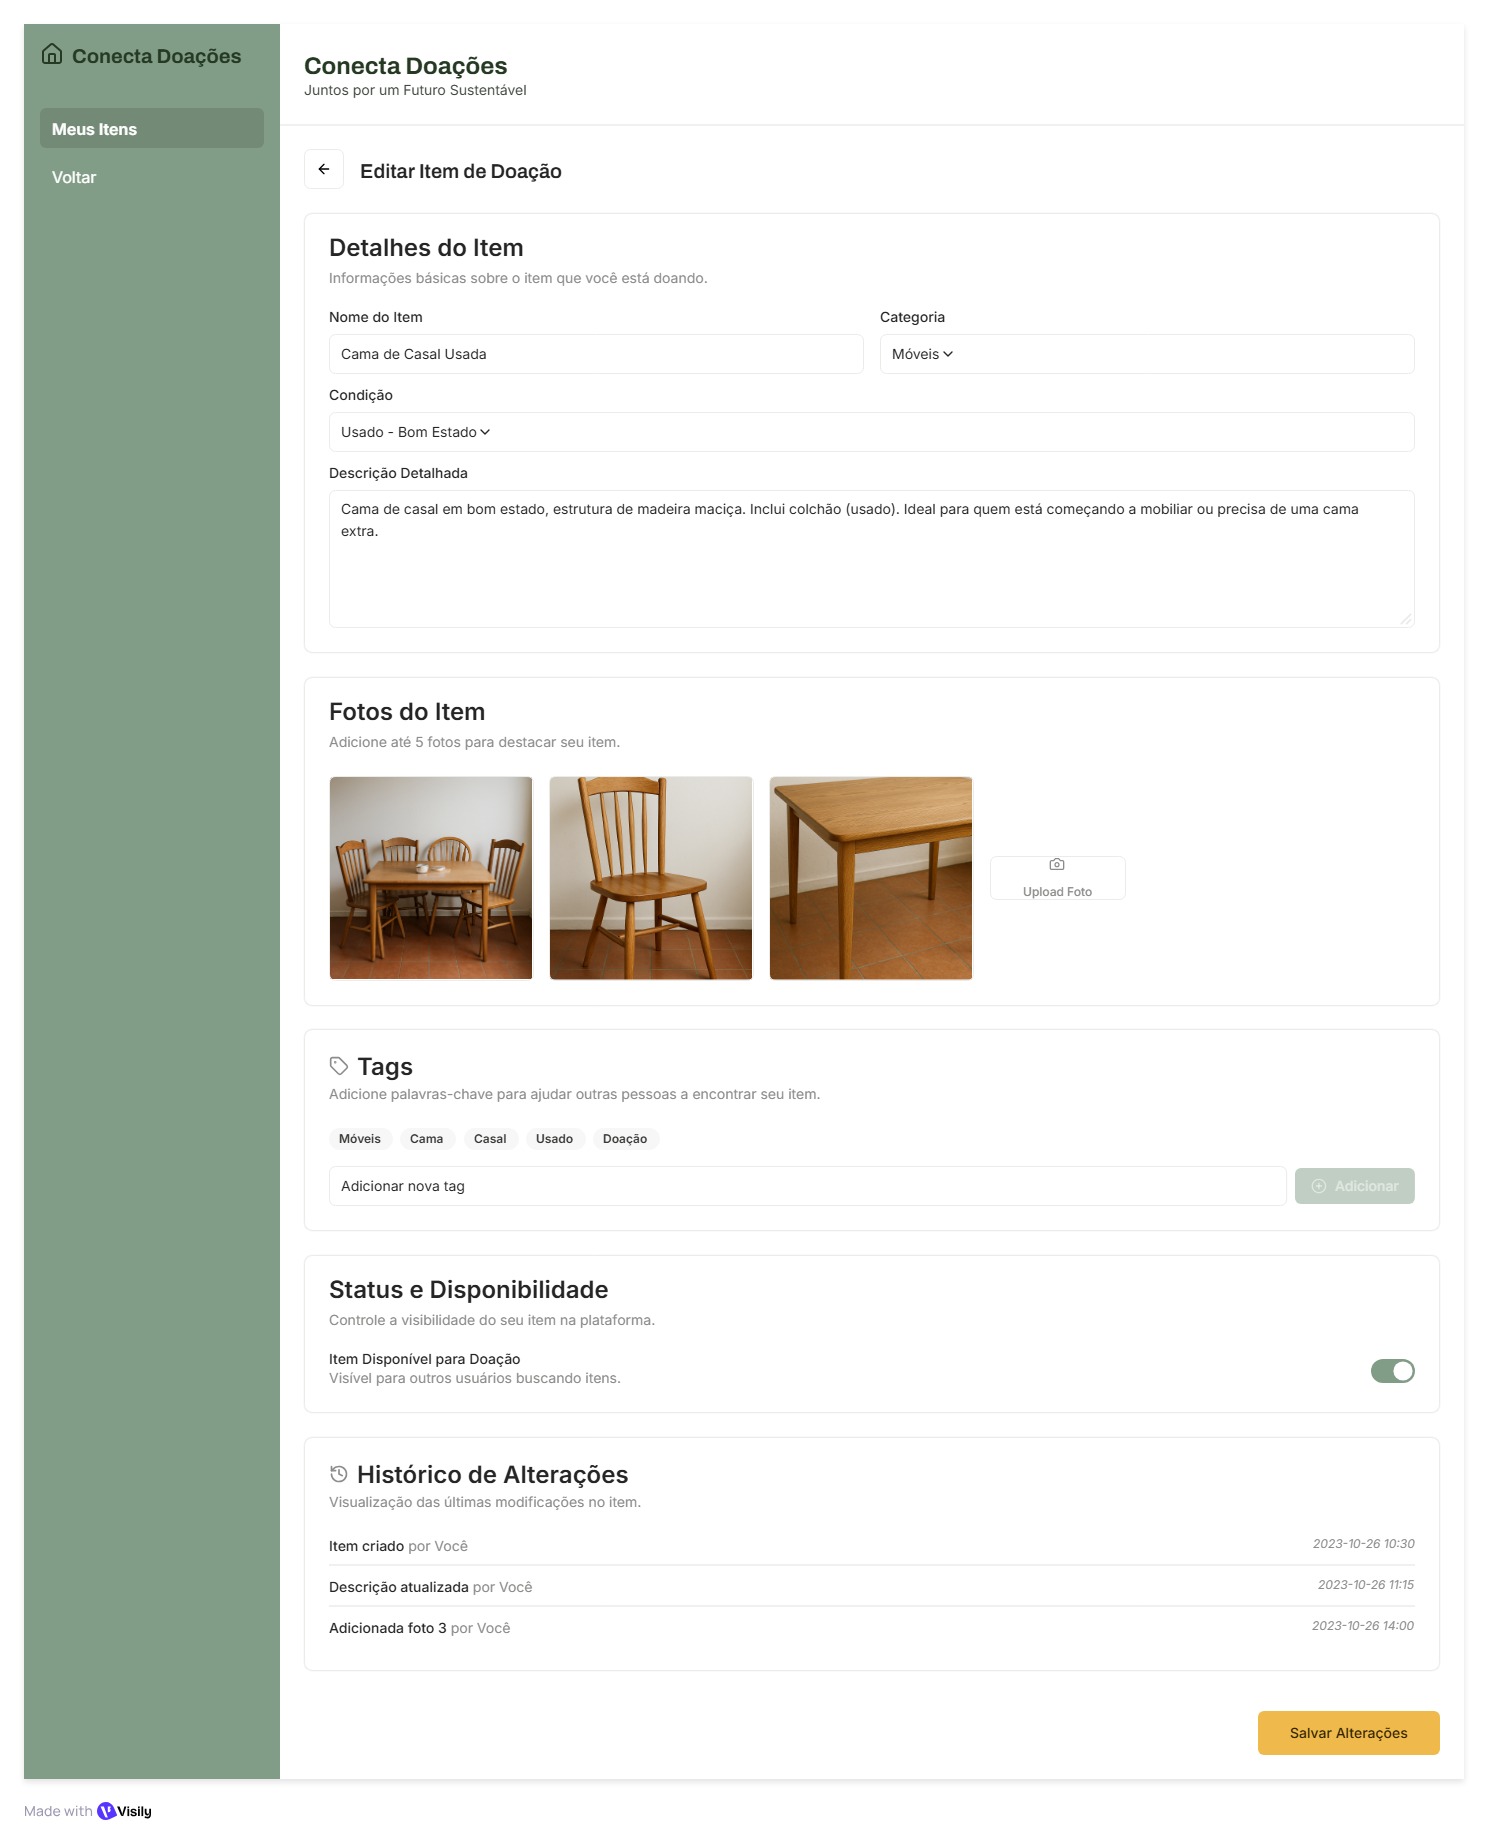 Conecta Doações
Meus Itens
Voltar
Conecta Doações
Juntos por um Futuro Sustentável
Editar Item de Doação
Detalhes do Item
Informações básicas sobre o item que você está doando.
Nome do Item
Cama de Casal Usada
Categoria
Móveis
Condição
Usado - Bom Estado
Descrição Detalhada
Cama de casal em bom estado, estrutura de madeira maciça. Inclui colchão (usado). Ideal para quem está começando a mobiliar ou precisa de uma cama
extra.
Fotos do Item
Adicione até 5 fotos para destacar seu item.
Upload Foto
Tags
Adicione palavras-chave para ajudar outras pessoas a encontrar seu item.
Móveis Cama Casal Usado Doação
Adicionar nova tag
Adicionar
Status e Disponibilidade
Controle a visibilidade do seu item na plataforma.
Item Disponível para Doação
Visível para outros usuários buscando itens.
Histórico de Alterações
Visualização das últimas modificações no item.
Item criado por Você 2023-10-26 10:30
Descrição atualizada por Você 2023-10-26 11:15
Adicionada foto 3 por Você 2023-10-26 14:00
Salvar Alterações
Made with Visily